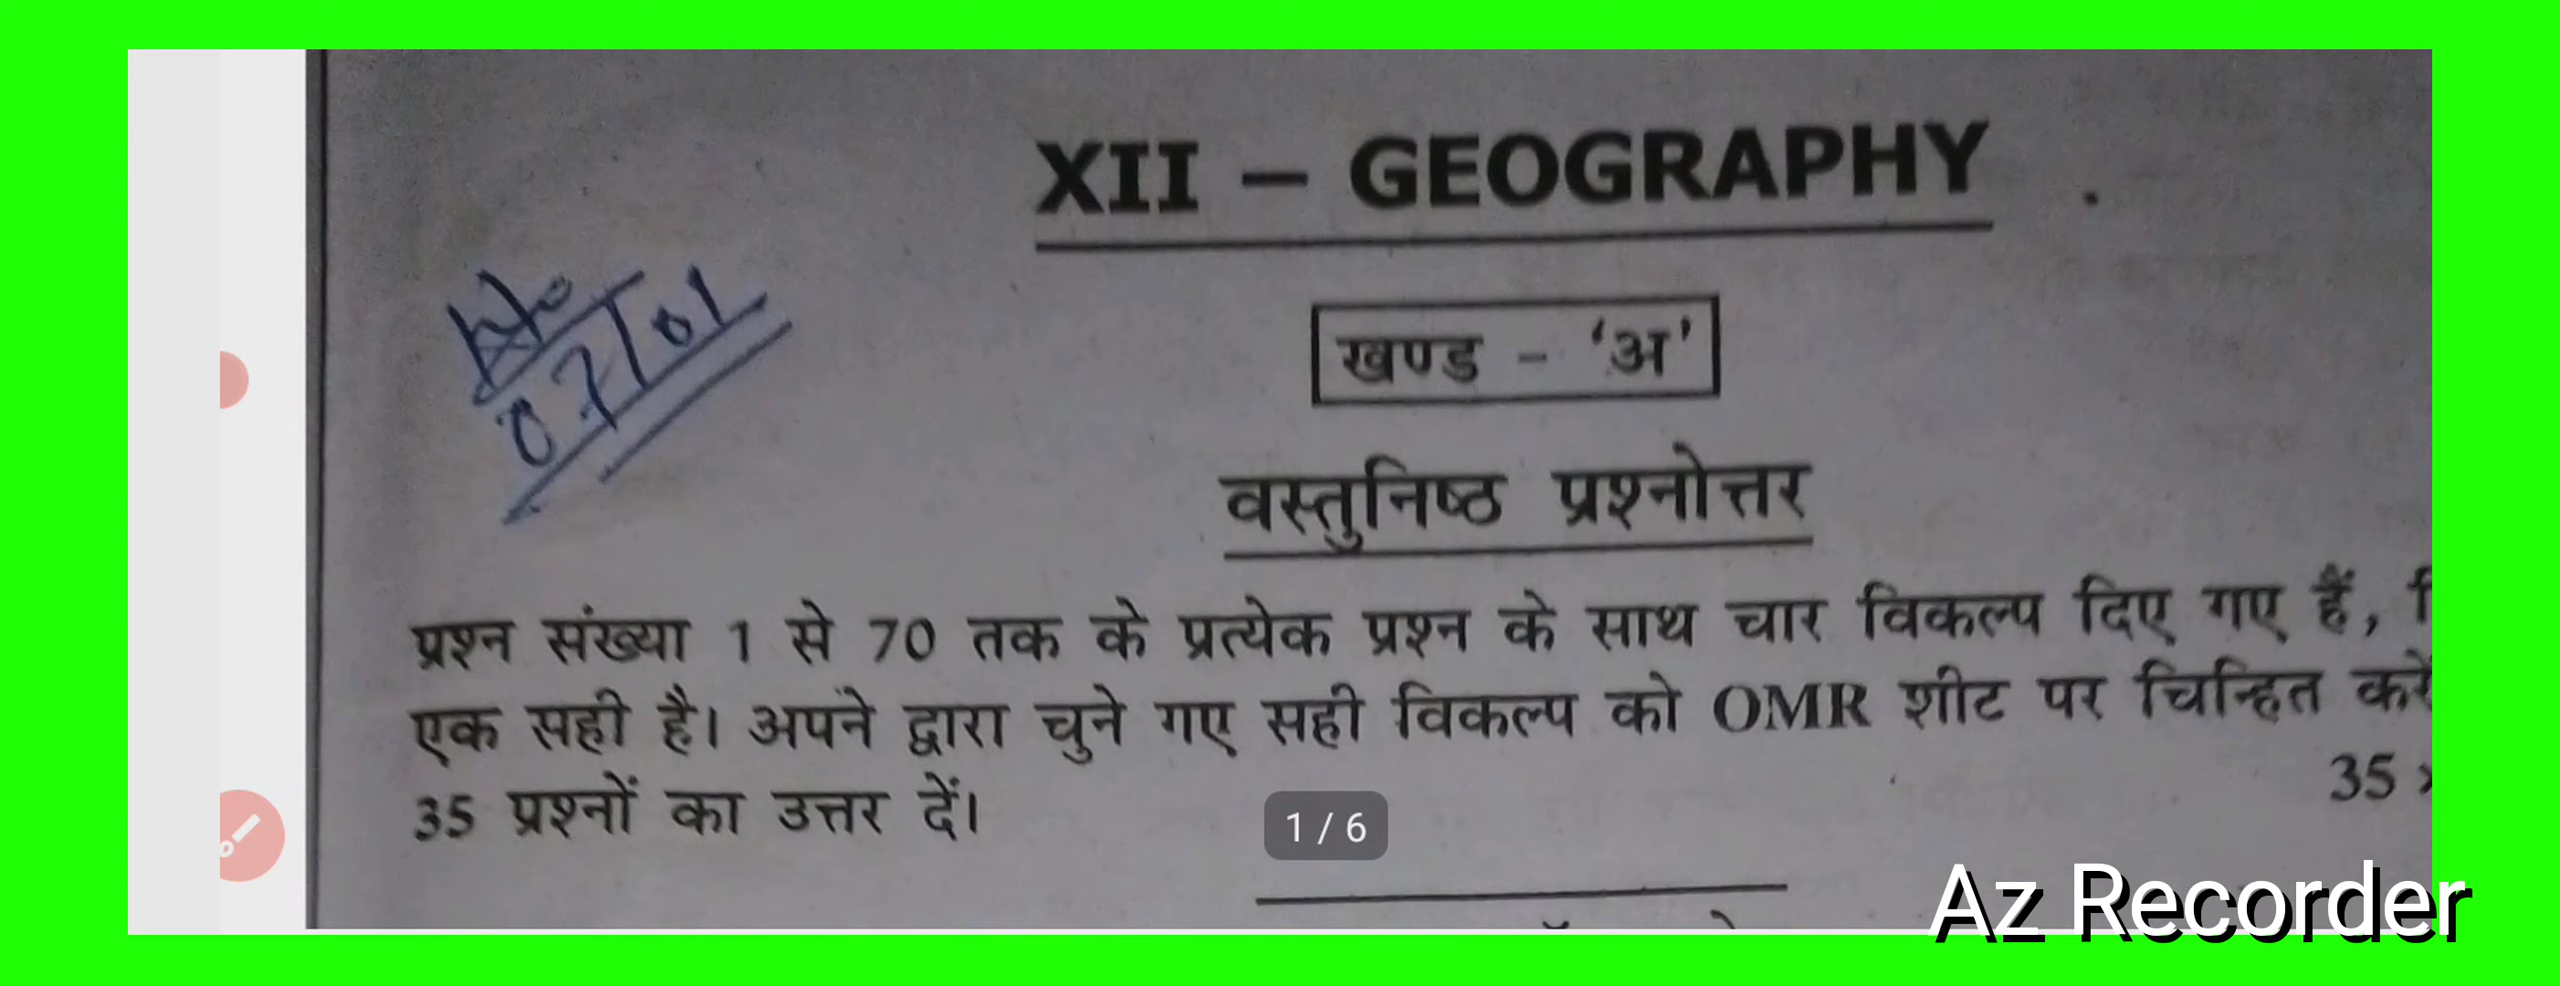 XII – GEOGRAPHY
07/01
खण्ड - 'अ'
वस्तुनिष्ठ प्रश्नोत्तर
प्रश्न संख्या 1 से 70 तक के प्रत्येक प्रश्न के साथ चार विकल्प दिए गए हैं,
एक सही है। अपने द्वारा चुने गए सही विकल्प को OMR शीट पर चिन्हित करें
35 ×
35 प्रश्नों का उत्तर दें।
1 / 6
Az Recorder